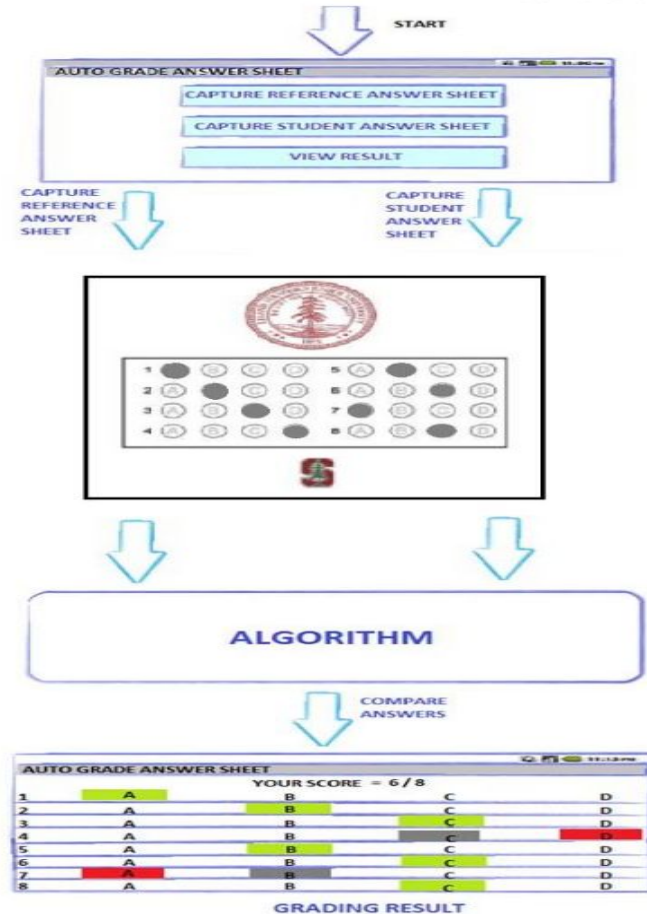 START
AUTO GRADE ANSWER SHEET
CAPTURE REFERENCE ANSWER SHEET
CAPTURE STUDENT ANSWER SHEET
VIEW RESULT
CAPTURE
REFERENCE
ANSWER
SHEET
CAPTURE
STUDENT
ANSWER
SHEET
1 B C D 5 A C D
2 A C D 6 A B D
3 A B D 7 B C D
4 A B C 8 A B D
S
ALGORITHM
COMPARE
ANSWERS
AUTO GRADE ANSWER SHEET
YOUR SCORE = 6/8
1 A B C D
2 A B C D
3 A B C D
4 A B C D
5 A B C D
6 A B C D
7 A B C D
8 A B C D
GRADING RESULT